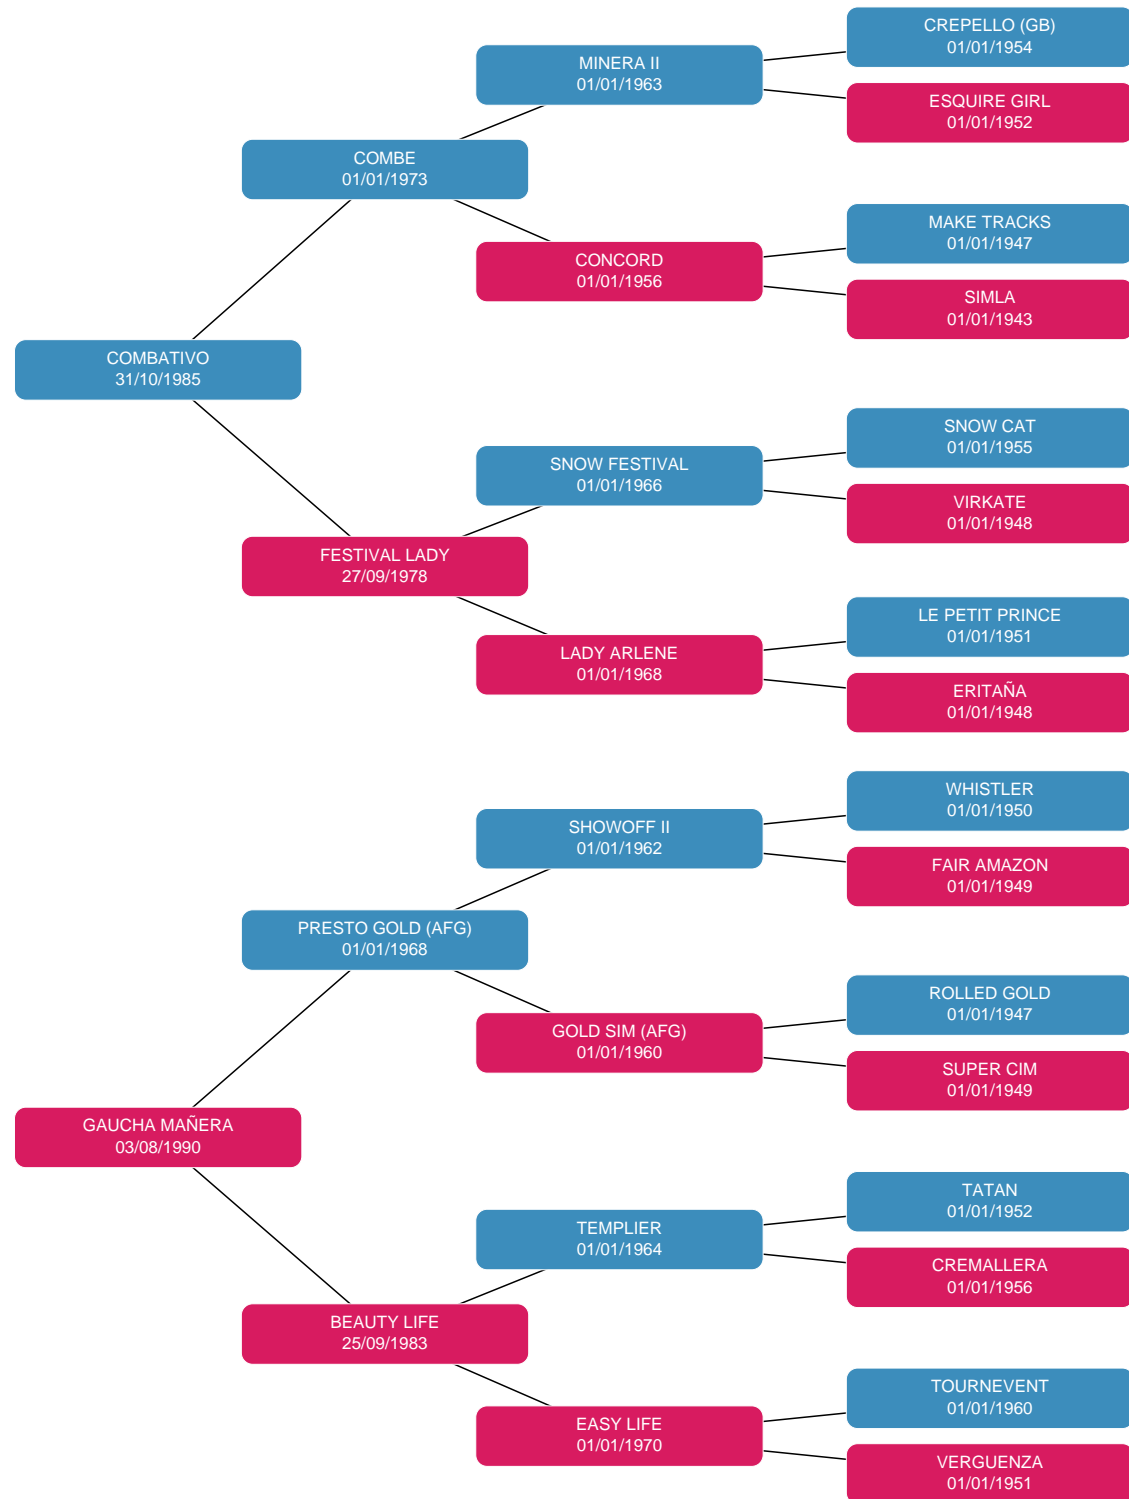 CREPELLO (GB)
01/01/1954
MINERA II
01/01/1963
ESQUIRE GIRL
01/01/1952
COMBE
01/01/1973
MAKE TRACKS
01/01/1947
CONCORD
01/01/1956
SIMLA
01/01/1943
COMBATIVO
31/10/1985
SNOW CAT
01/01/1955
SNOW FESTIVAL
01/01/1966
VIRKATE
01/01/1948
FESTIVAL LADY
27/09/1978
LE PETIT PRINCE
01/01/1951
LADY ARLENE
01/01/1968
ERITAÑA
01/01/1948
WHISTLER
01/01/1950
SHOWOFF II
01/01/1962
FAIR AMAZON
01/01/1949
PRESTO GOLD (AFG)
01/01/1968
ROLLED GOLD
01/01/1947
GOLD SIM (AFG)
01/01/1960
SUPER CIM
01/01/1949
GAUCHA MAÑERA
03/08/1990
TATAN
01/01/1952
TEMPLIER
01/01/1964
CREMALLERA
01/01/1956
BEAUTY LIFE
25/09/1983
TOURNEVENT
01/01/1960
EASY LIFE
01/01/1970
VERGUENZA
01/01/1951